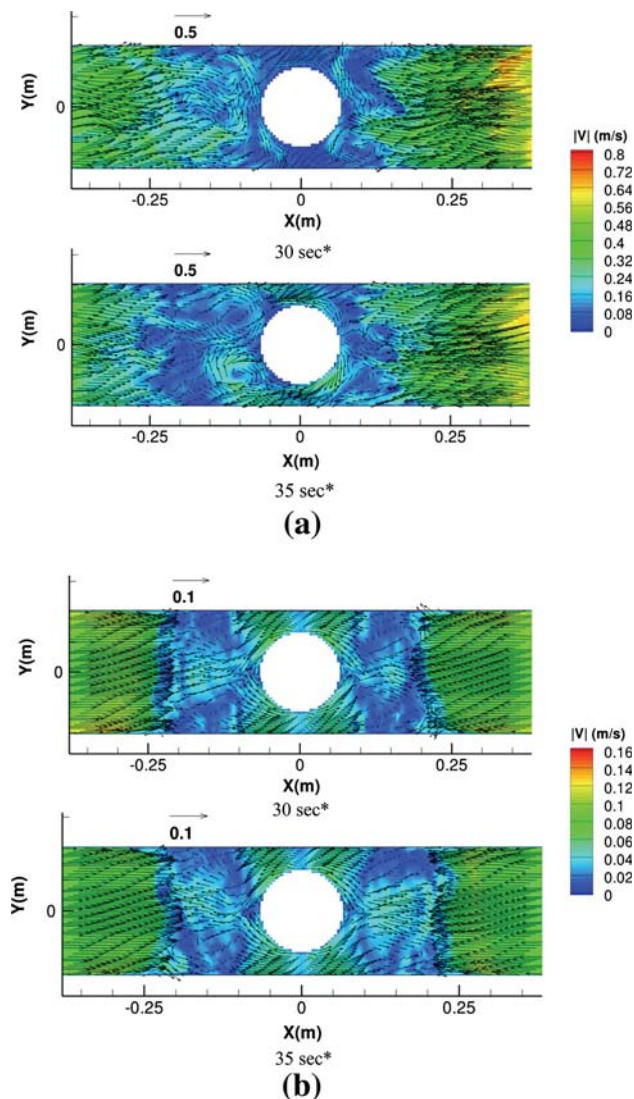 0.5
Y(m)
0
-0.25 0 0.25
X(m)
30 sec*
|V| (m/s)
0.8
0.72
0.64
0.56
0.48
0.4
0.32
0.24
0.16
0.08
0
0.5
Y(m)
0
-0.25 0 0.25
X(m)
35 sec*
(a)
0.1
Y(m)
0
-0.25 0 0.25
X(m)
30 sec*
|V| (m/s)
0.16
0.14
0.12
0.1
0.08
0.06
0.04
0.02
0
0.1
Y(m)
0
-0.25 0 0.25
X(m)
35 sec*
(b)